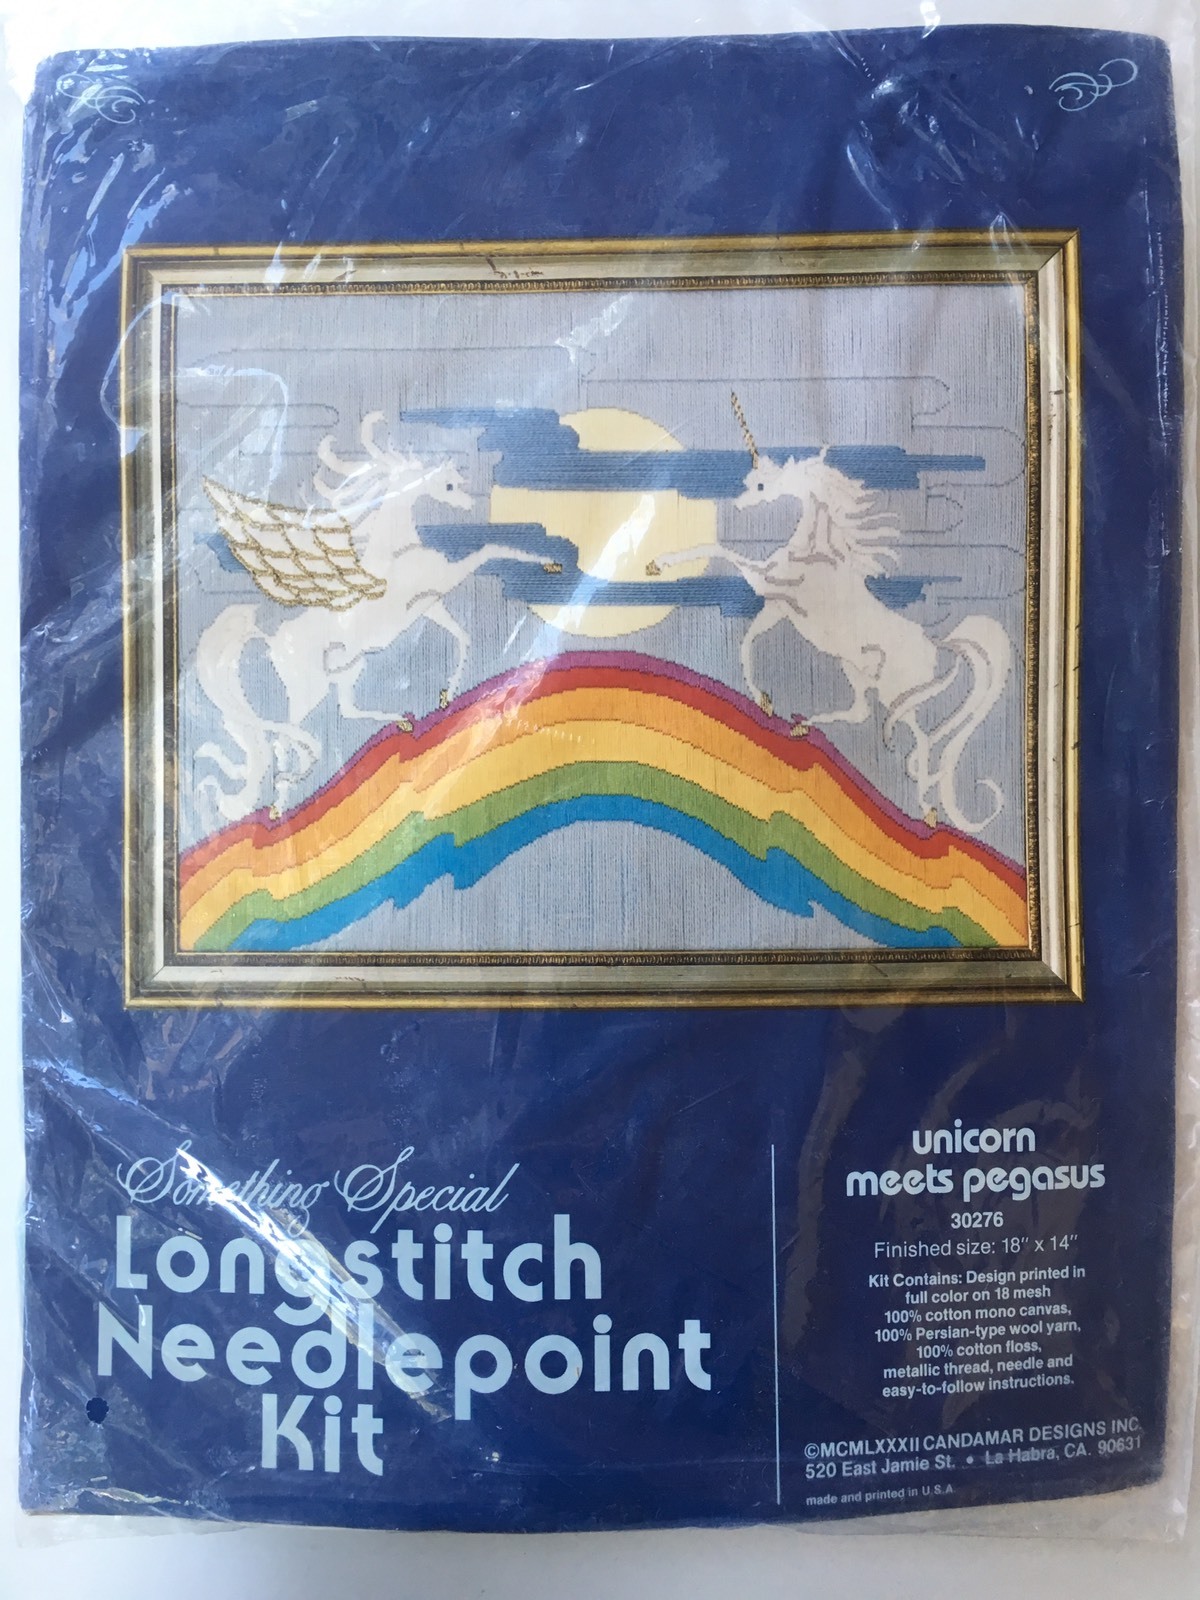 Something Special
Longstitch
Needlepoint
Kit
unicorn
meets pegasus
30276
Finished size: 18" x 14"
Kit Contains: Design printed in
full color on 18 mesh
100% cotton mono canvas,
100% Persian-type wool yarn,
100% cotton floss,
metallic thread, needle and
easy-to-follow instructions.
©MCMLXXXII CANDAMAR DESIGNS INC
520 East Jamie St. • La Habra, CA. 90631
made and printed in U.S.A